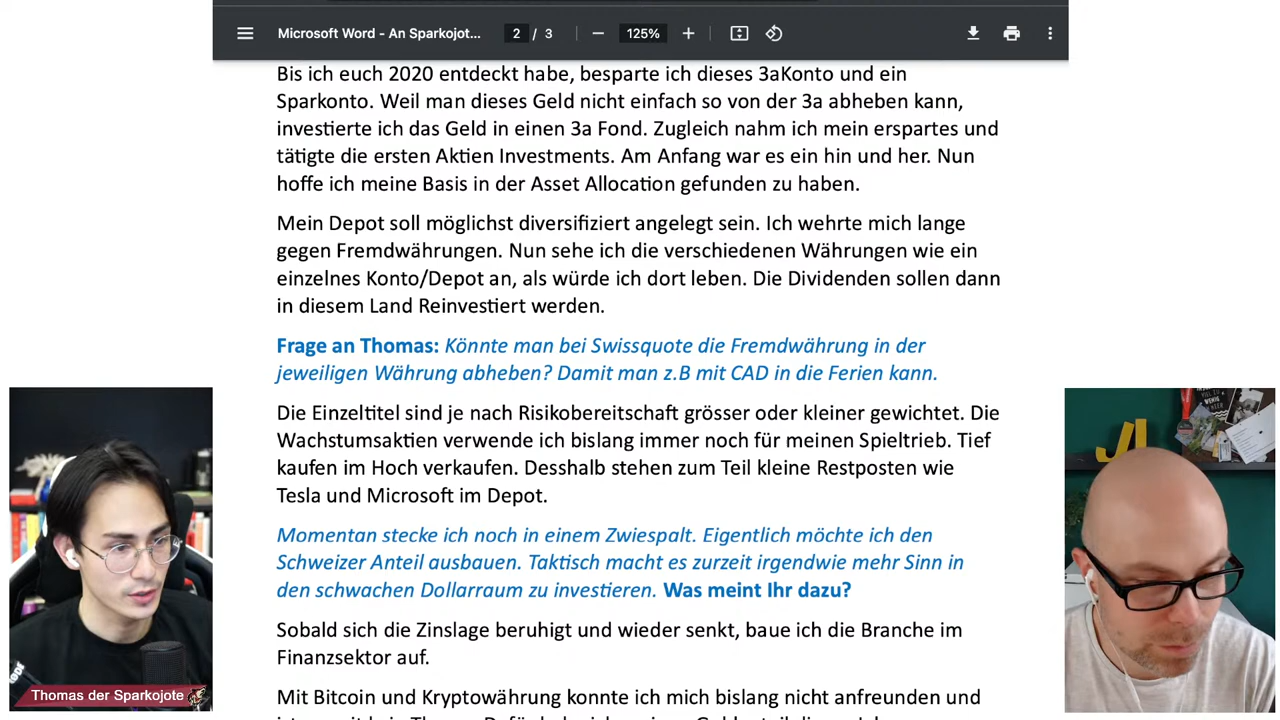 Microsoft Word - An Sparkojot...
2 / 3
125%
Bis ich euch 2020 entdeckt habe, besparte ich dieses 3aKonto und ein
Sparkonto. Weil man dieses Geld nicht einfach so von der 3a abheben kann,
investierte ich das Geld in einen 3a Fond. Zugleich nahm ich mein erspartes und
tätigte die ersten Aktien Investments. Am Anfang war es ein hin und her. Nun
hoffe ich meine Basis in der Asset Allocation gefunden zu haben.
Mein Depot soll möglichst diversifiziert angelegt sein. Ich wehrte mich lange
gegen Fremdwährungen. Nun sehe ich die verschiedenen Währungen wie ein
einzelnes Konto/Depot an, als würde ich dort leben. Die Dividenden sollen dann
in diesem Land Reinvestiert werden.
Frage an Thomas: Könnte man bei Swissquote die Fremdwährung in der
jeweiligen Währung abheben? Damit man z.B mit CAD in die Ferien kann.
Die Einzeltitel sind je nach Risikobereitschaft grösser oder kleiner gewichtet. Die
Wachstumsaktien verwende ich bislang immer noch für meinen Spieltrieb. Tief
kaufen im Hoch verkaufen. Desshalb stehen zum Teil kleine Restposten wie
Tesla und Microsoft im Depot.
Momentan stecke ich noch in einem Zwiespalt. Eigentlich möchte ich den
Schweizer Anteil ausbauen. Taktisch macht es zurzeit irgendwie mehr Sinn in
den schwachen Dollarraum zu investieren. Was meint Ihr dazu?
Sobald sich die Zinslage beruhigt und wieder senkt, baue ich die Branche im
Finanzsektor auf.
Mit Bitcoin und Kryptowährung konnte ich mich bislang nicht anfreunden und
Thomas der Sparkojote